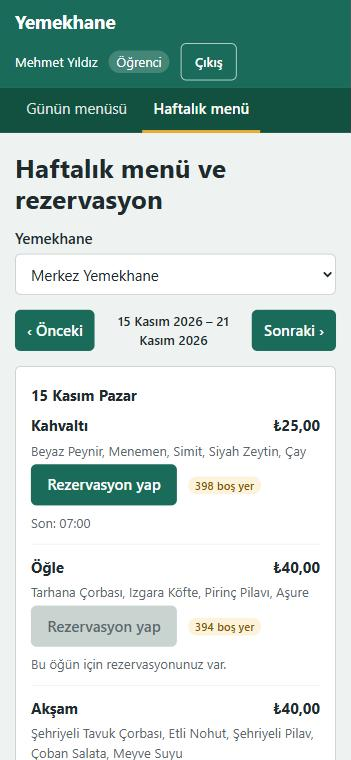 Yemekhane
Mehmet Yıldız Öğrenci Çıkış
Günün menüsü Haftalık menü
Haftalık menü ve
rezervasyon
Yemekhane
Merkez Yemekhane
‹ Önceki 15 Kasım 2026 – 21
Kasım 2026 Sonraki ›
15 Kasım Pazar
Kahvaltı ₺25,00
Beyaz Peynir, Menemen, Simit, Siyah Zeytin, Çay
Rezervasyon yap 398 boş yer
Son: 07:00
Öğle ₺40,00
Tarhana Çorbası, Izgara Köfte, Pirinç Pilavı, Aşure
Rezervasyon yap 394 boş yer
Bu öğün için rezervasyonunuz var.
Akşam ₺40,00
Şehriyeli Tavuk Çorbası, Etli Nohut, Şehriyeli Pilav,
Çoban Salata, Meyve Suyu